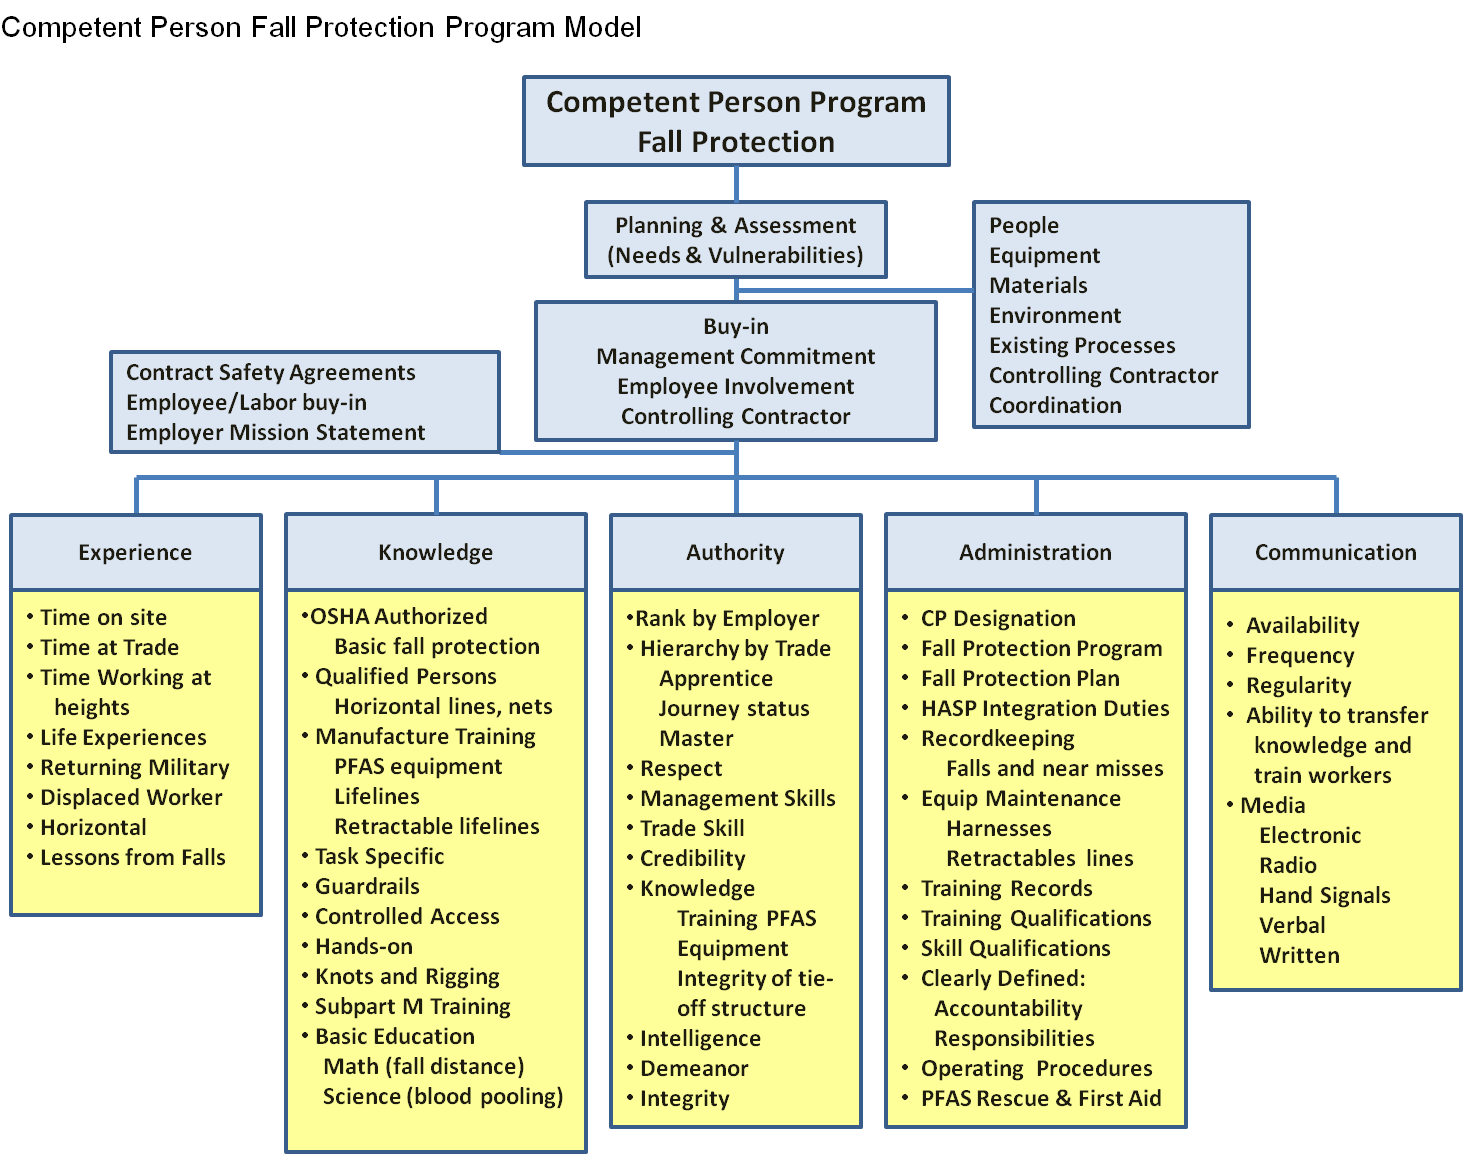 Competent Person Fall Protection Program Model
Competent Person Program
Fall Protection
Planning & Assessment
(Needs & Vulnerabilities)
People
Equipment
Materials
Environment
Existing Processes
Controlling Contractor
Coordination
Buy-in
Management Commitment
Employee Involvement
Controlling Contractor
Contract Safety Agreements
Employee/Labor buy-in
Employer Mission Statement
Experience
• Time on site
• Time at Trade
• Time Working at
heights
• Life Experiences
• Returning Military
• Displaced Worker
• Horizontal
• Lessons from Falls
Knowledge
•OSHA Authorized
Basic fall protection
• Qualified Persons
Horizontal lines, nets
• Manufacture Training
PFAS equipment
Lifelines
Retractable lifelines
• Task Specific
• Guardrails
• Controlled Access
• Hands-on
• Knots and Rigging
• Subpart M Training
• Basic Education
Math (fall distance)
Science (blood pooling)
Authority
•Rank by Employer
• Hierarchy by Trade
Apprentice
Journey status
Master
• Respect
• Management Skills
• Trade Skill
• Credibility
• Knowledge
Training PFAS
Equipment
Integrity of tie-
off structure
• Intelligence
• Demeanor
• Integrity
Administration
• CP Designation
• Fall Protection Program
• Fall Protection Plan
• HASP Integration Duties
• Recordkeeping
Falls and near misses
• Equip Maintenance
Harnesses
Retractables lines
• Training Records
• Training Qualifications
• Skill Qualifications
• Clearly Defined:
Accountability
Responsibilities
• Operating Procedures
• PFAS Rescue & First Aid
Communication
• Availability
• Frequency
• Regularity
• Ability to transfer
knowledge and
train workers
• Media
Electronic
Radio
Hand Signals
Verbal
Written